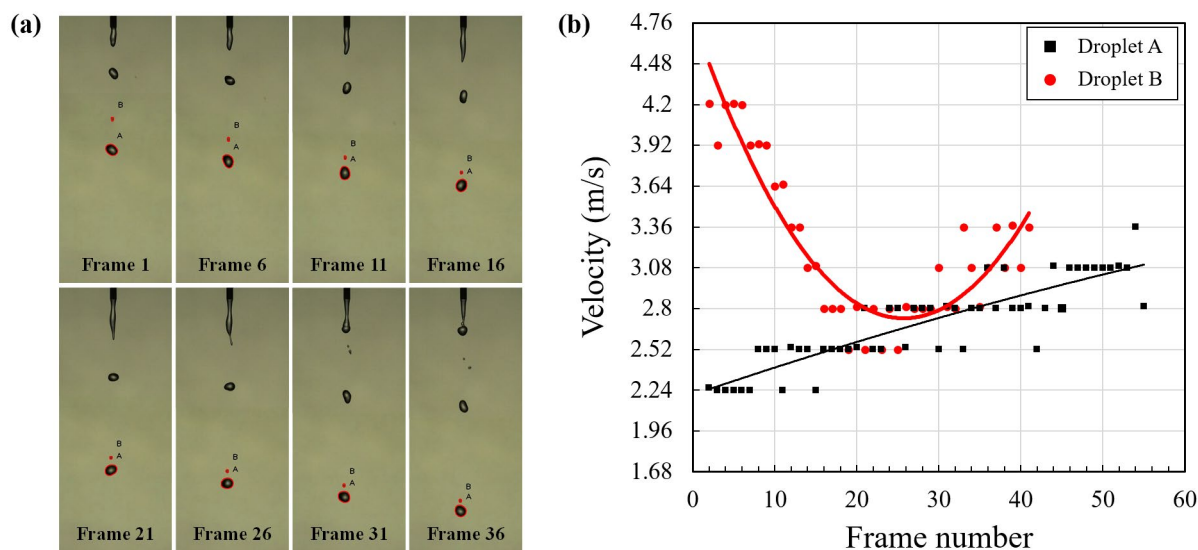 (a)
B
A
Frame 1
B
A
Frame 6
B
A
Frame 11
B
A
Frame 16
B
A
Frame 21
B
A
Frame 26
B
A
Frame 31
B
A
Frame 36
(b)
Velocity (m/s)
4.76
4.48
4.2
3.92
3.64
3.36
3.08
2.8
2.52
2.24
1.96
1.68
0
10
20
30
40
50
60
Frame number
Droplet A
Droplet B